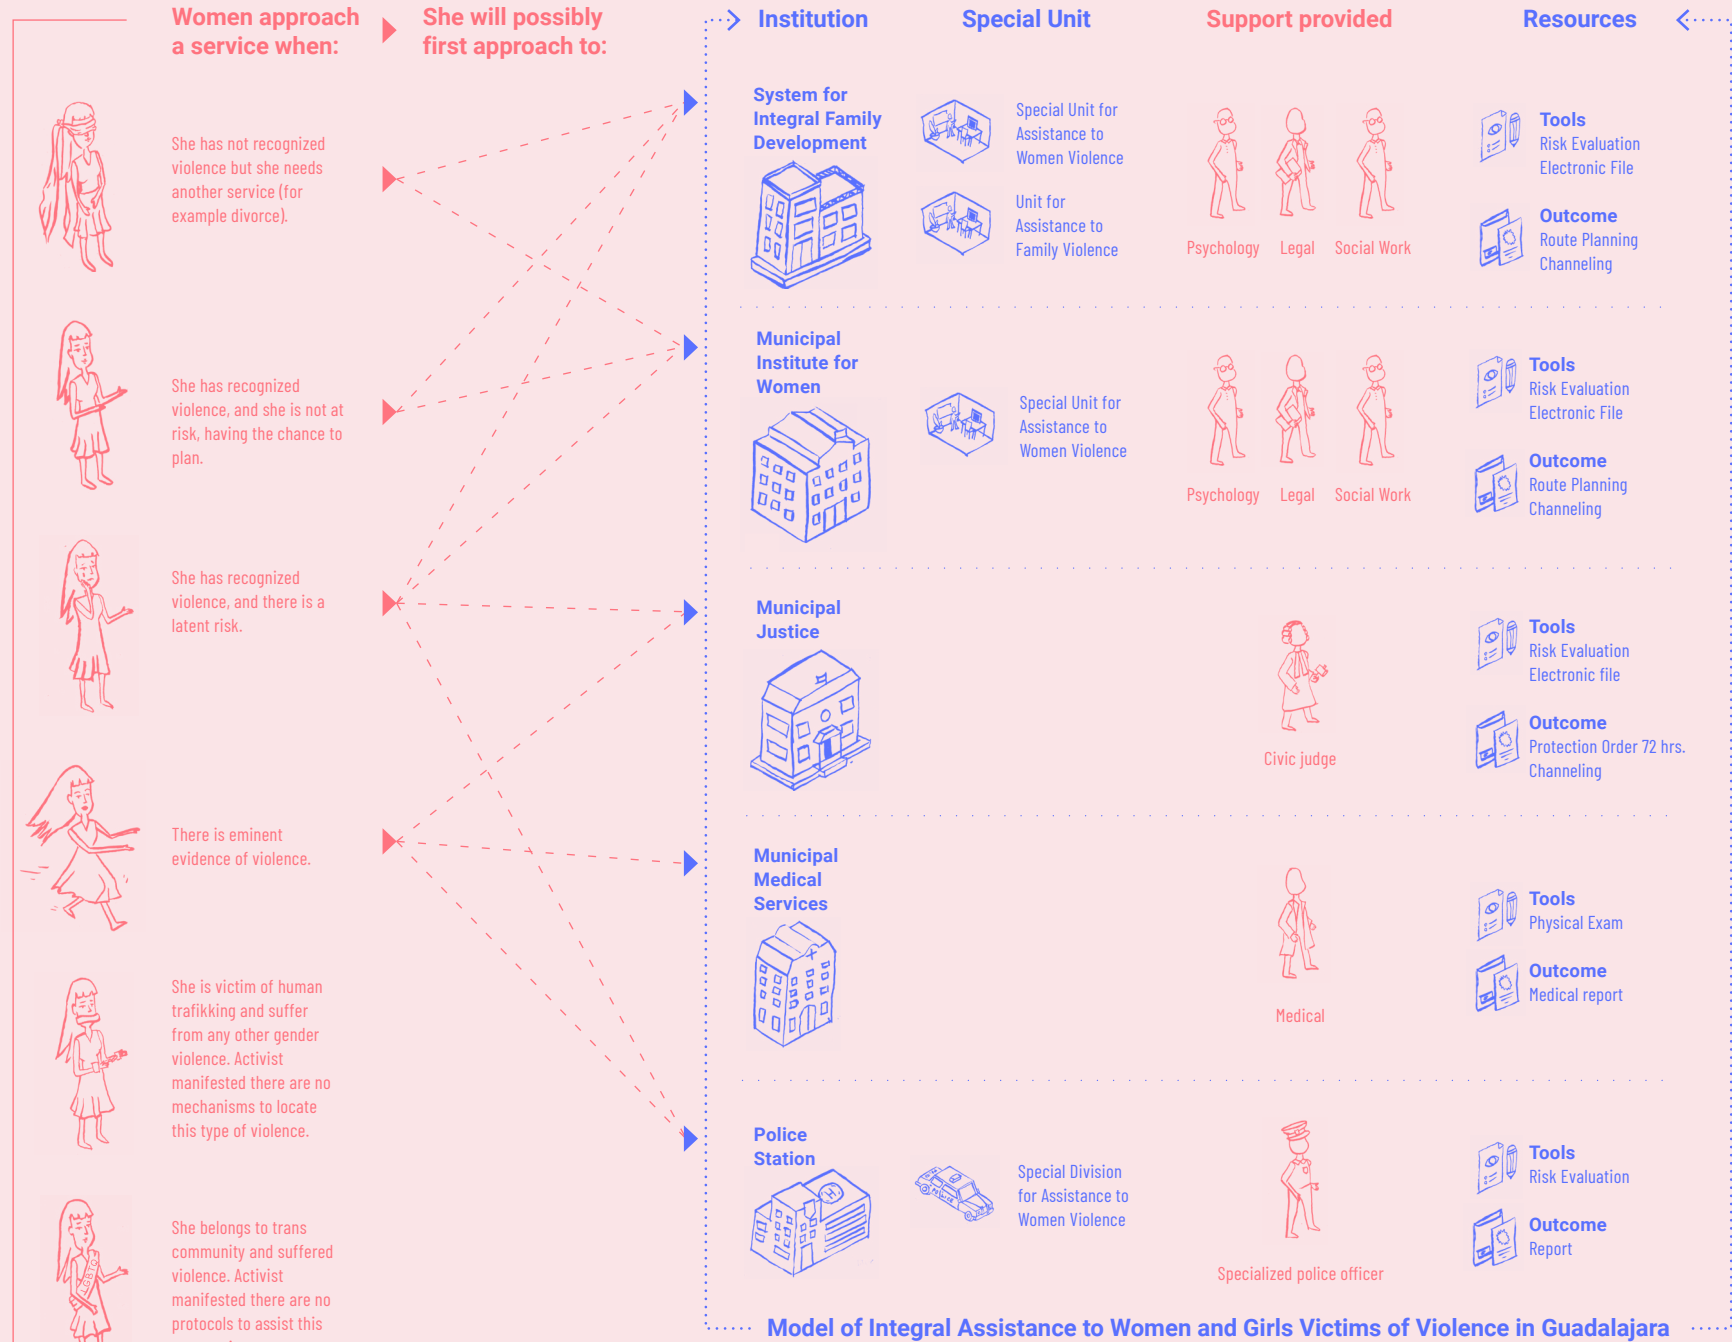 Women approach
a service when:
She will possibly
first approach to:
Institution
Special Unit
Support provided
Resources
She has not recognized
violence but she needs
another service (for
example divorce).
She has recognized
violence, and she is not at
risk, having the chance to
plan.
She has recognized
violence, and there is a
latent risk.
There is eminent
evidence of violence.
She is victim of human
trafikking and suffer
from any other gender
violence. Activist
manifested there are no
mechanisms to locate
this type of violence.
She belongs to trans
community and suffered
violence. Activist
manifested there are no
protocols to assist this
LGBTQ
System for
Integral Family
Development
Special Unit for
Assistance to
Women Violence
Unit for
Assistance to
Family Violence
Psychology
Legal
Social Work
Tools
Risk Evaluation
Electronic File
Outcome
Route Planning
Channeling
Municipal
Institute for
Women
Special Unit for
Assistance to
Women Violence
Psychology
Legal
Social Work
Tools
Risk Evaluation
Electronic File
Outcome
Route Planning
Channeling
Municipal
Justice
Civic judge
Tools
Risk Evaluation
Electronic file
Outcome
Protection Order 72 hrs.
Channeling
Municipal
Medical
Services
Medical
Tools
Physical Exam
Outcome
Medical report
Police
Station
H
Special Division
for Assistance to
Women Violence
POLICE
Specialized police officer
Tools
Risk Evaluation
Outcome
Report
Model of Integral Assistance to Women and Girls Victims of Violence in Guadalajara